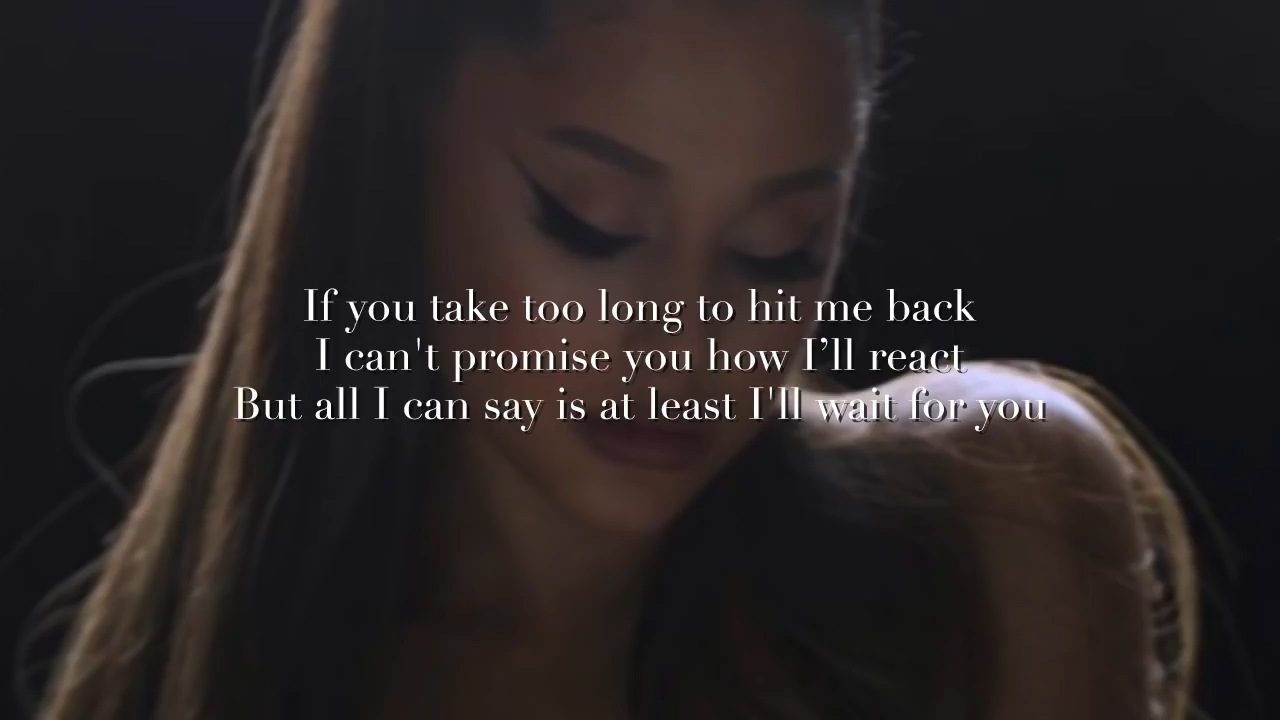 If you take too long to hit me back
I can't promise you how I’ll react
But all I can say is at least I'll wait for you